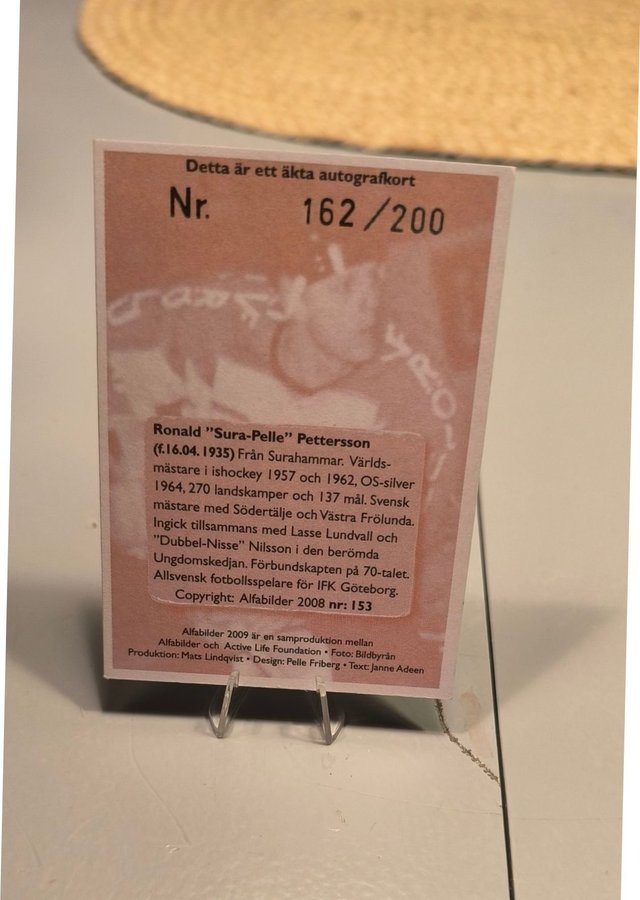 Detta är ett äkta autografkort
Nr. 162/200
Ronald ”Sura-Pelle” Pettersson
(f.16.04. 1935) Från Surahammar. Världs-
mästare i ishockey 1957 och 1962, OS-silver
1964, 270 landskamper och 137 mål. Svensk
mästare med Södertälje och Västra Frölunda.
Ingick tillsammans med Lasse Lundvall och
”Dubbel-Nisse” Nilsson i den berömda
Ungdomskedjan. Förbundskapten på 70-talet.
Allsvensk fotbollsspelare för IFK Göteborg.
Copyright: Alfabilder 2008 nr: 153
Alfabilder 2009 är en samproduktion mellan
Alfabilder och Active Life Foundation • Foto: Bildbyrån
Produktion: Mats Lindqvist • Design: Pelle Friberg • Text: Janne Adeen